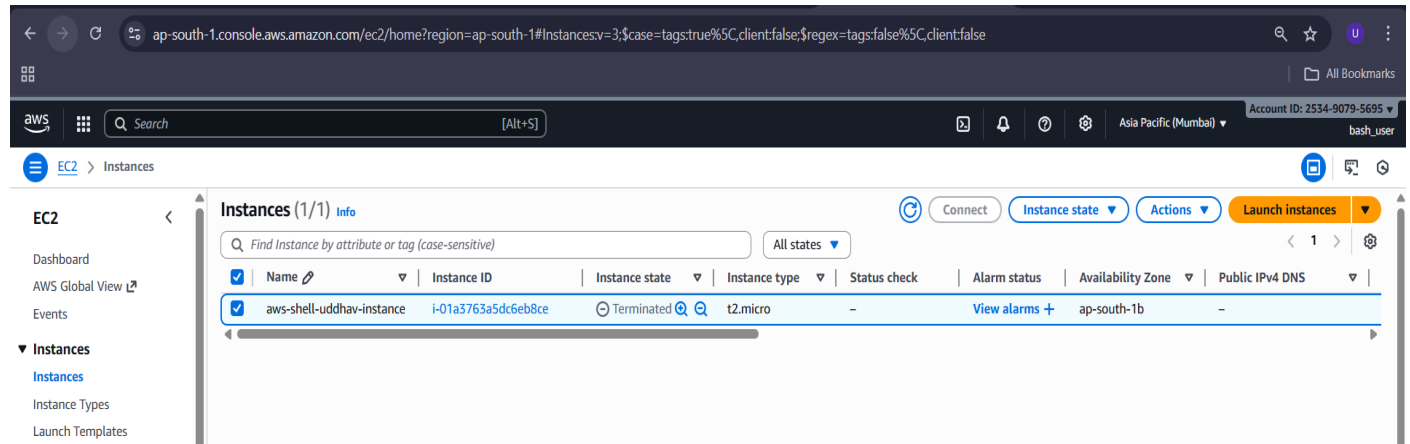 ap-south-1.console.aws.amazon.com/ec2/home?region=ap-south-1#Instances:v=3;$case=tags:true%5C,client:false;$regex=tags:false%5C,client:false
U
All Bookmarks
aws
Search [Alt+S]
Asia Pacific (Mumbai)
Account ID: 2534-9079-5695
bash_user
EC2 > Instances
EC2
Dashboard
AWS Global View
Events
Instances
Instances
Instance Types
Launch Templates
Instances (1/1) Info
Connect Instance state Actions Launch instances
Find Instance by attribute or tag (case-sensitive) All states 1
Name Instance ID Instance state Instance type Status check Alarm status Availability Zone Public IPv4 DNS
aws-shell-uddhav-instance i-01a3763a5dc6eb8ce Terminated t2.micro – View alarms + ap-south-1b –